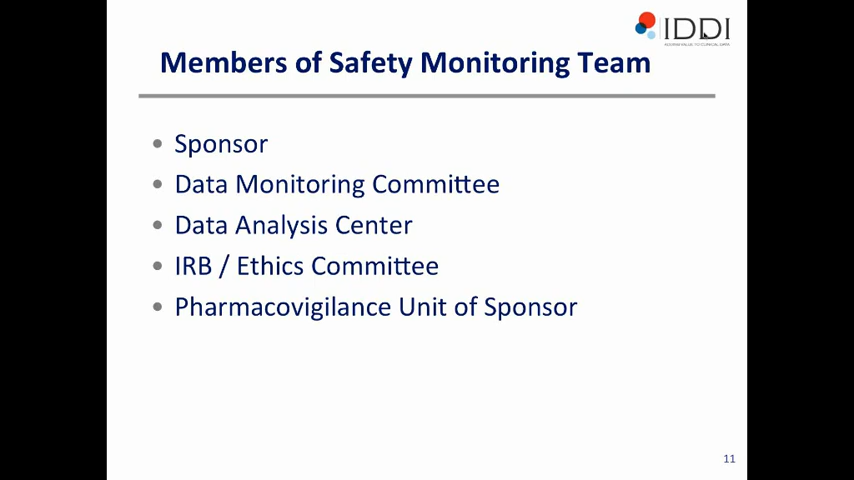 IDDI
Members of Safety Monitoring Team
• Sponsor
• Data Monitoring Committee
• Data Analysis Center
• IRB / Ethics Committee
• Pharmacovigilance Unit of Sponsor
11